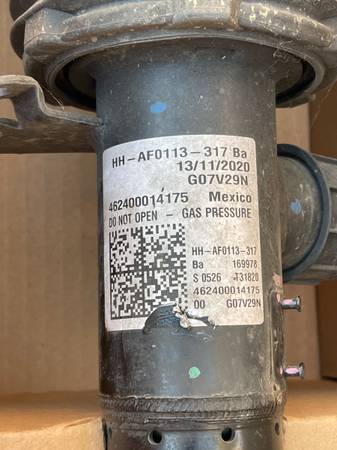 HH-AF0113-317 Ba
13/11/2020
G07V29N
462400014175 Mexico
DO NOT OPEN - GAS PRESSURE
HH-AF0113-317
Ba 169978
S 0526 T31820
462400014175
00 G07V29N